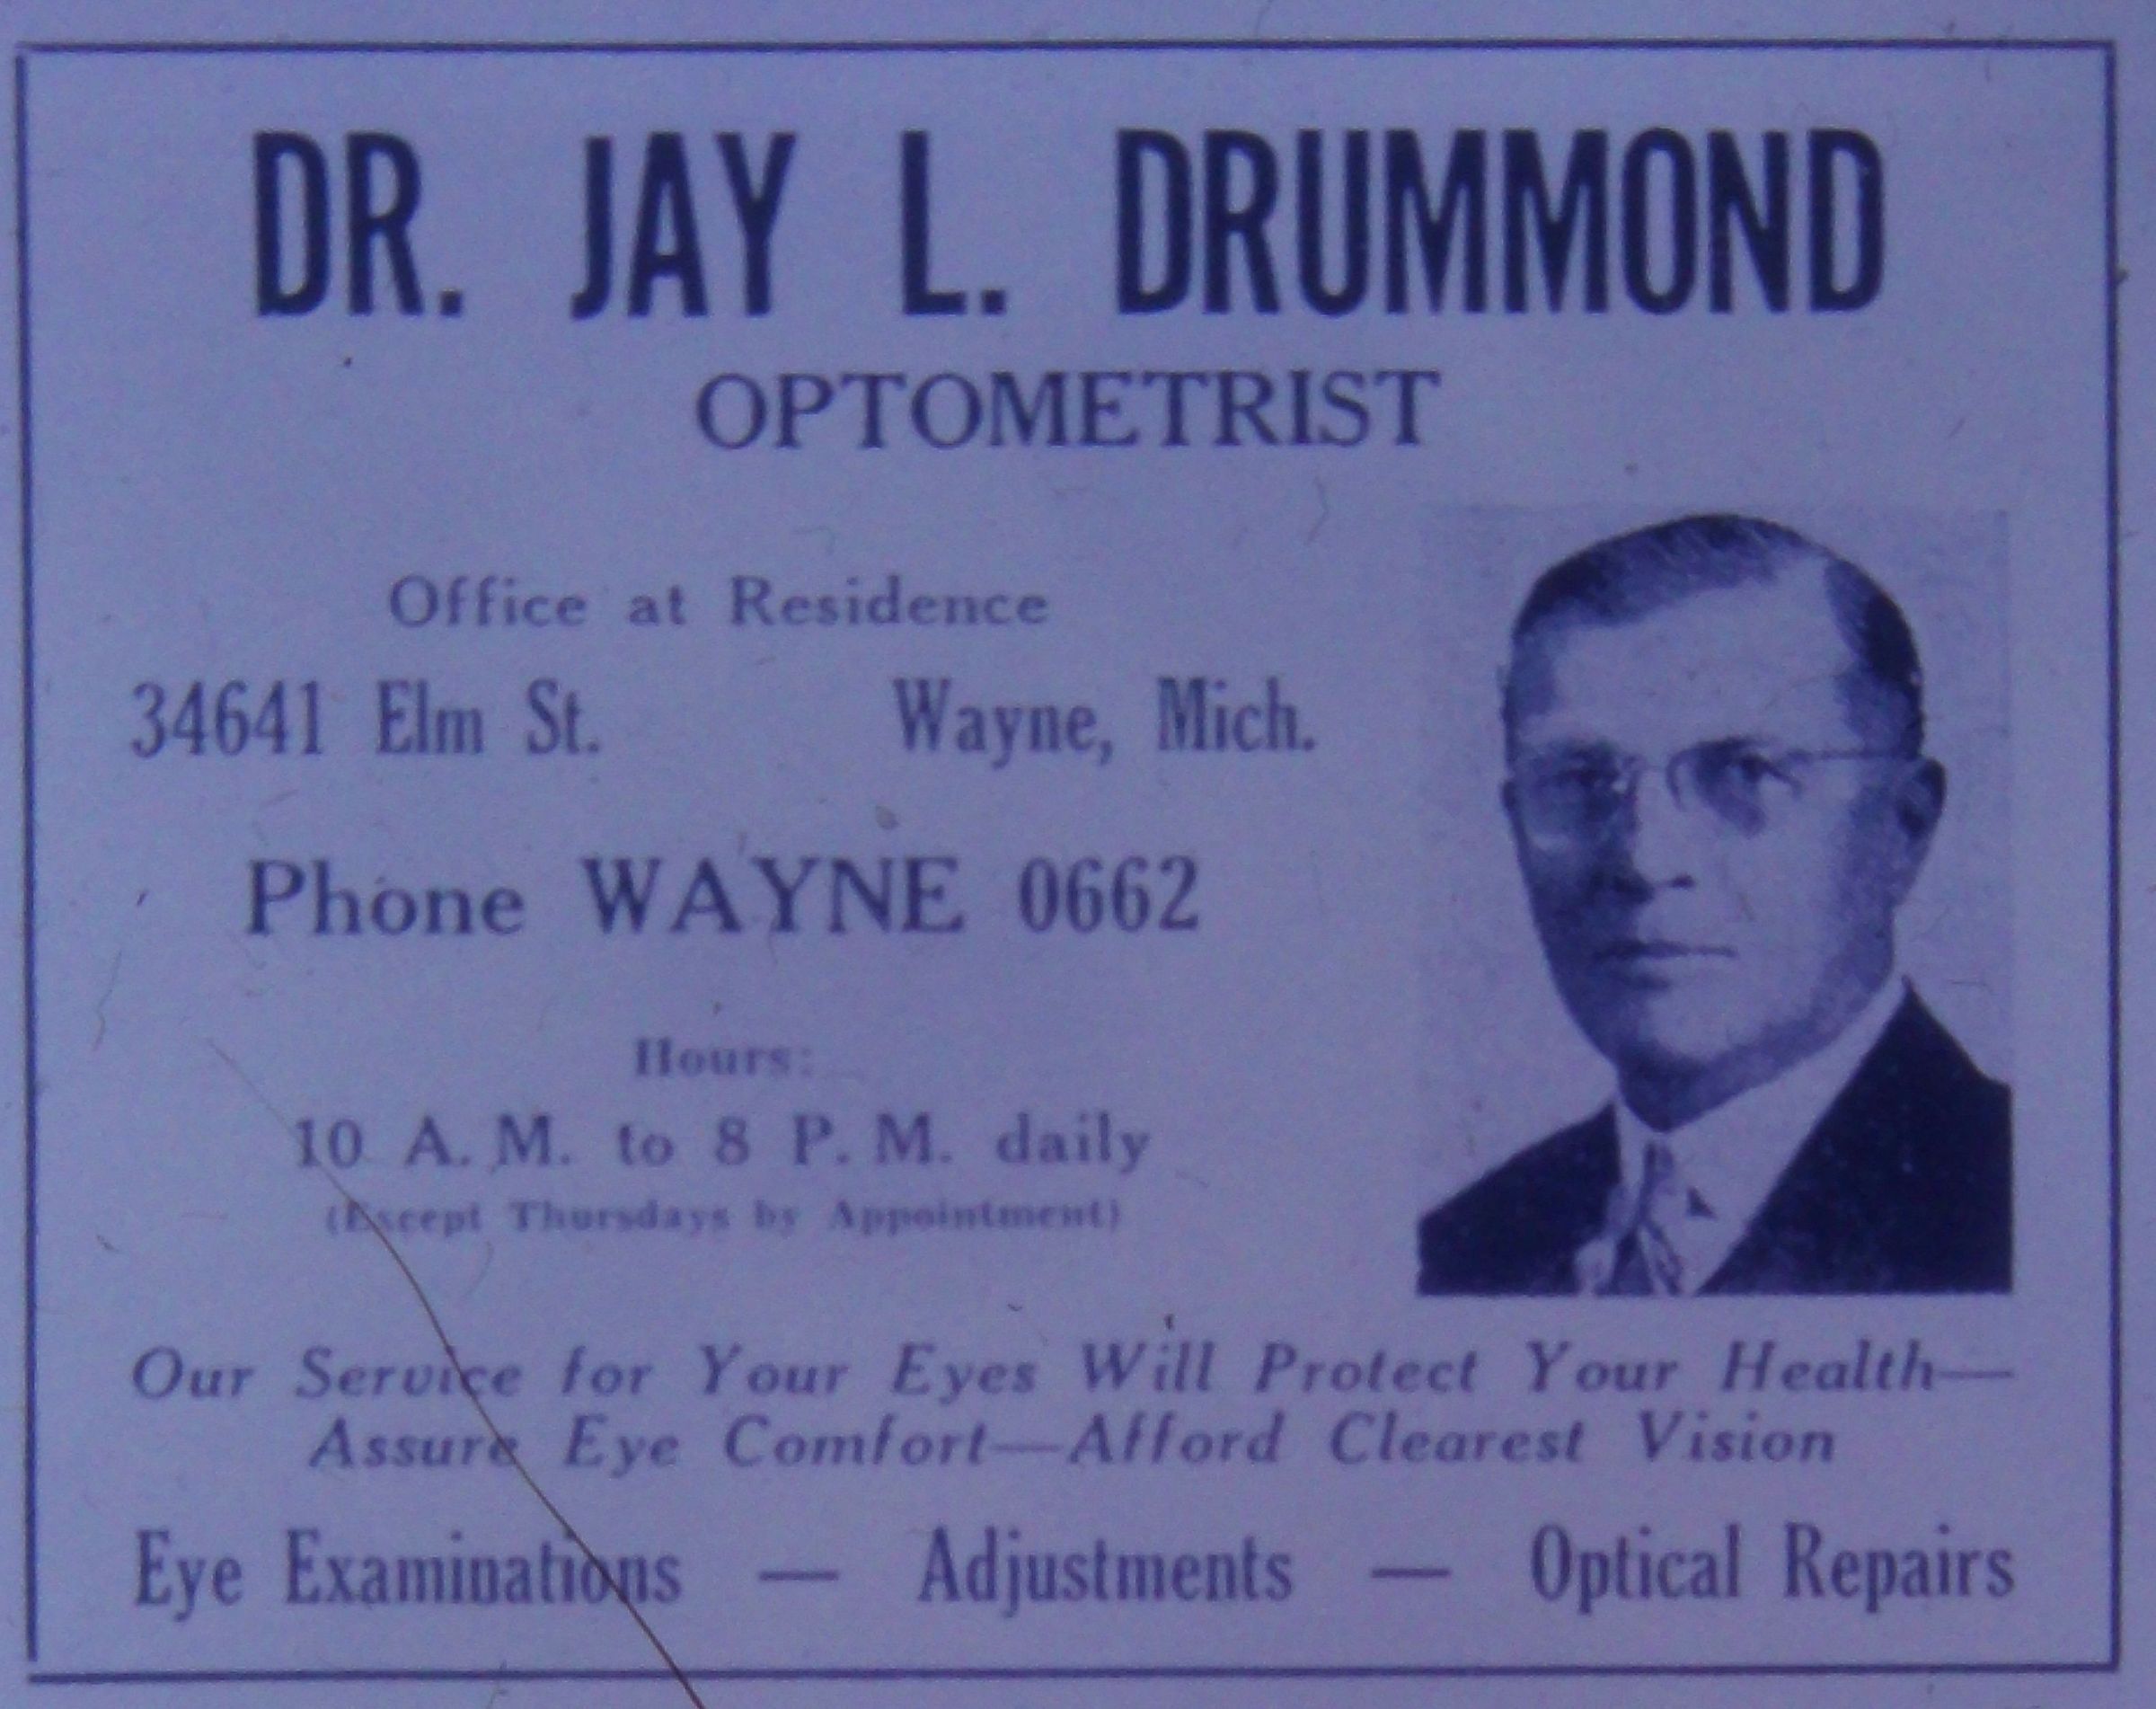 DR. JAY L. DRUMMOND
OPTOMETRIST
Office at Residence
34641 Elm St. Wayne, Mich.
Phone WAYNE 0662
Hours:
10 A. M. to 8 P. M. daily
(Except Thursdays by Appointment)
Our Service for Your Eyes Will Protect Your Health—
Assure Eye Comfort—Afford Clearest Vision
Eye Examinations — Adjustments — Optical Repairs